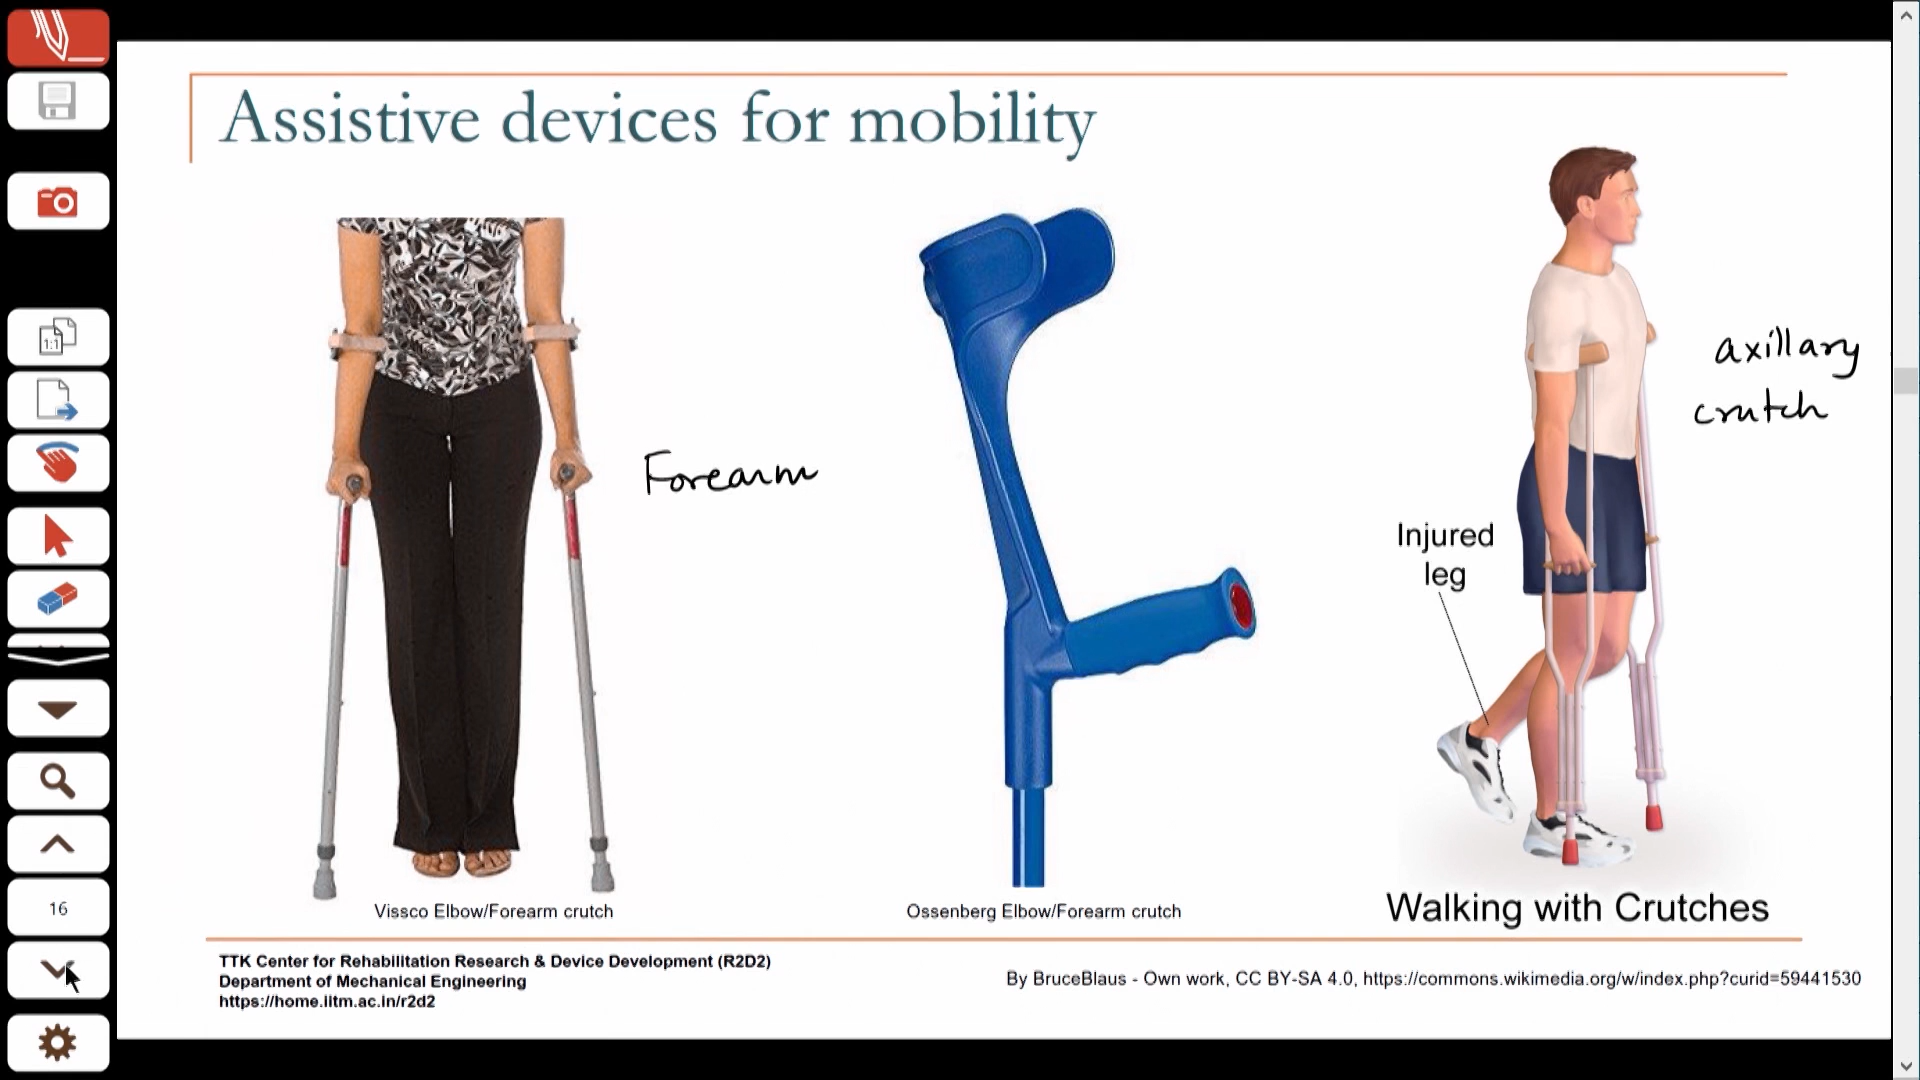 Assistive devices for mobility
axillary
crutch
Forearm
Injured
leg
Vissco Elbow/Forearm crutch
Ossenberg Elbow/Forearm crutch
Walking with Crutches
TTK Center for Rehabilitation Research & Device Development (R2D2)
Department of Mechanical Engineering
https://home.iitm.ac.in/r2d2
By BruceBlaus - Own work, CC BY-SA 4.0, https://commons.wikimedia.org/w/index.php?curid=59441530
1:1
16